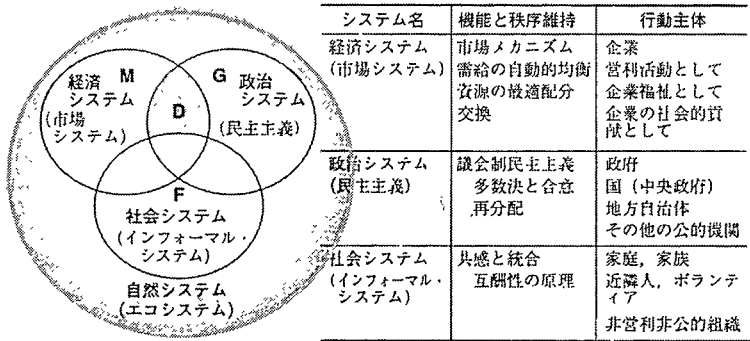 M
経済
システム
(市場
システム)
G
政治
システム
(民主主義)
D
F
社会システム
(インフォーマル・
システム)
自然システム
(エコシステム)
システム名
機能と秩序維持
行動主体
経済システム
(市場システム)
市場メカニズム
需給の自動的均衡
資源の最適配分
交換
企業
営利活動として
企業福祉として
企業の社会的貢
献として
政治システム
(民主主義)
議会制民主主義
多数決と合意
再分配
政府
国(中央政府)
地方自治体
その他の公的機関
社会システム
(インフォーマル・
システム)
共感と統合
互酬性の原理
家庭，家族
近隣人，ボランテ
ィア
非営利非公的組織